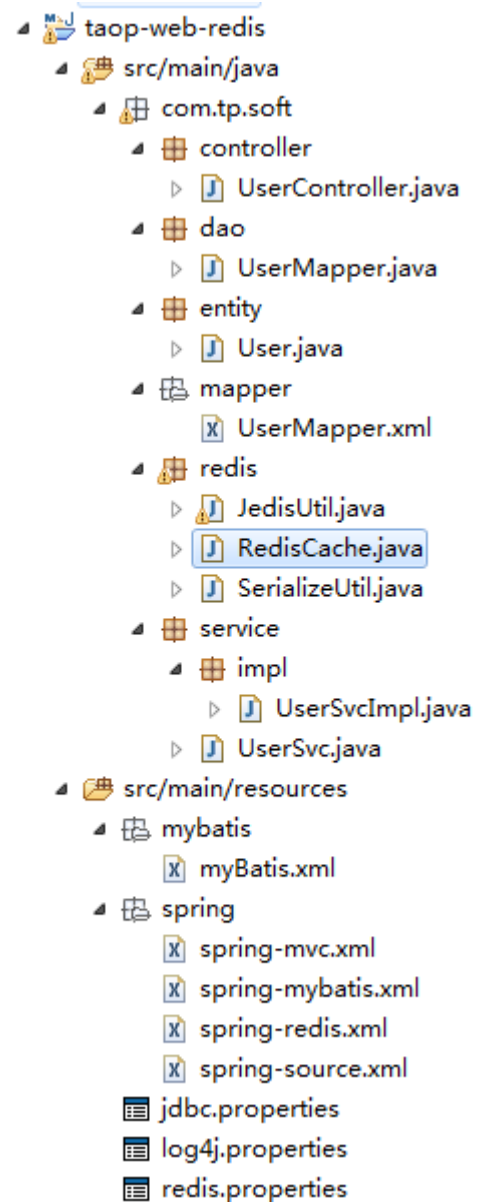 taop-web-redis
src/main/java
com.tp.soft
controller
UserController.java
dao
UserMapper.java
entity
User.java
mapper
UserMapper.xml
redis
JedisUtil.java
RedisCache.java
SerializeUtil.java
service
impl
UserSvcImpl.java
UserSvc.java
src/main/resources
mybatis
myBatis.xml
spring
spring-mvc.xml
spring-mybatis.xml
spring-redis.xml
spring-source.xml
jdbc.properties
log4j.properties
redis.properties